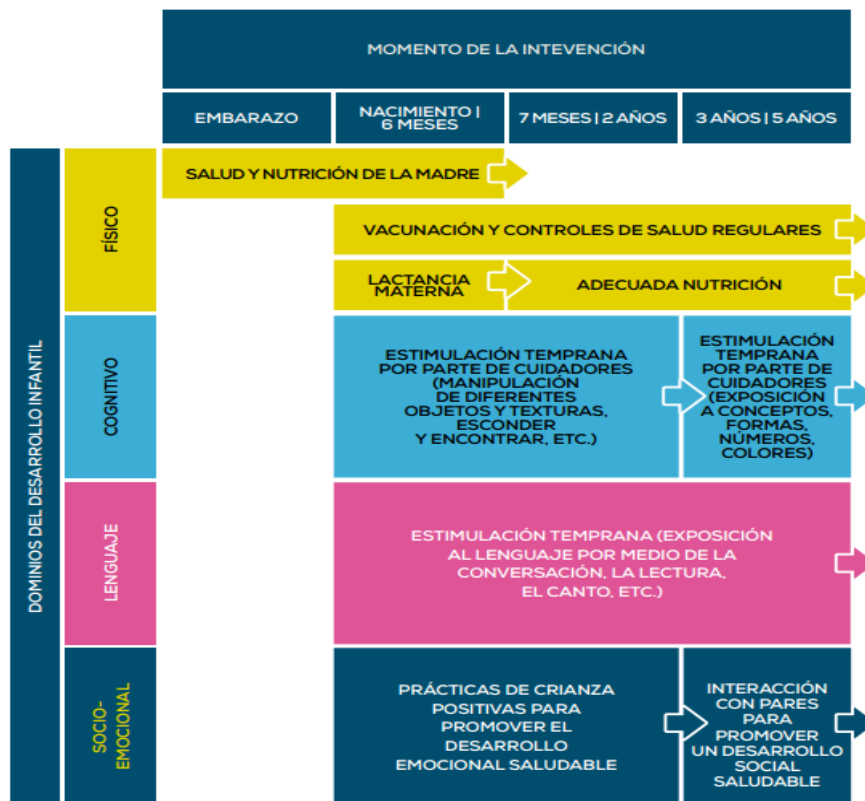 MOMENTO DE LA INTEVENCIÓN
EMBARAZO
NACIMIENTO |
6 MESES
7 MESES | 2 AÑOS
3 AÑOS | 5 AÑOS
DOMINIOS DEL DESARROLLO INFANTIL
FÍSICO
SALUD Y NUTRICIÓN DE LA MADRE
VACUNACIÓN Y CONTROLES DE SALUD REGULARES
LACTANCIA
MATERNA
ADECUADA NUTRICIÓN
COGNITIVO
ESTIMULACIÓN TEMPRANA
POR PARTE DE CUIDADORES
(MANIPULACIÓN
DE DIFERENTES
OBJETOS Y TEXTURAS,
ESCONDER
Y ENCONTRAR, ETC.)
ESTIMULACIÓN
TEMPRANA
POR PARTE DE
CUIDADORES
(EXPOSICIÓN
A CONCEPTOS,
FORMAS,
NÚMEROS,
COLORES)
LENGUAJE
ESTIMULACIÓN TEMPRANA (EXPOSICIÓN
AL LENGUAJE POR MEDIO DE LA
CONVERSACIÓN, LA LECTURA,
EL CANTO, ETC.)
SOCIO-
EMOCIONAL
PRÁCTICAS DE CRIANZA
POSITIVAS PARA
PROMOVER EL
DESARROLLO
EMOCIONAL SALUDABLE
INTERACCIÓN
CON PARES
PARA
PROMOVER
UN DESARROLLO
SOCIAL
SALUDABLE